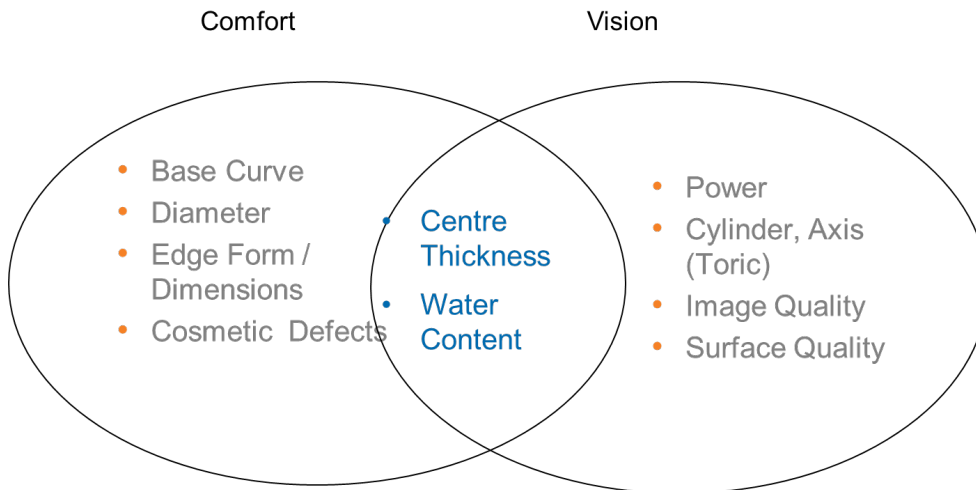 Comfort
Vision
• Base Curve
• Diameter
• Edge Form /
Dimensions
• Cosmetic Defects
• Centre
Thickness
• Water
Content
• Power
• Cylinder, Axis
(Toric)
• Image Quality
• Surface Quality